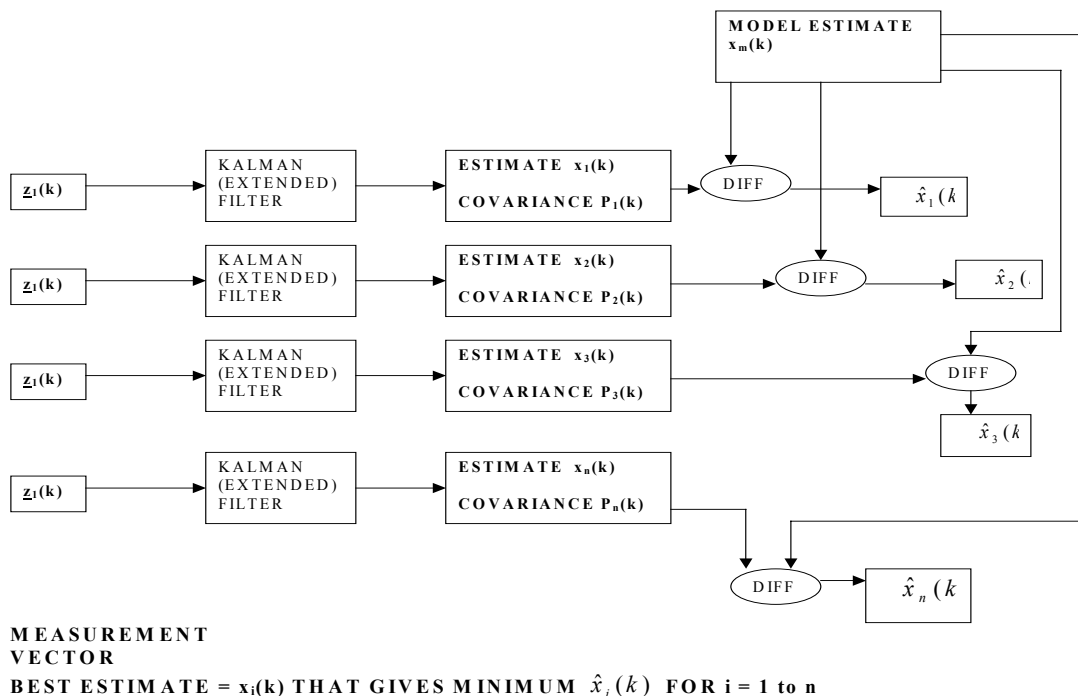 MODEL ESTIMATE
xₘ(k)
z₁(k)
KALMAN
(EXTENDED)
FILTER
ESTIMATE x₁(k)
COVARIANCE P₁(k)
DIFF
x̂₁(k
z₁(k)
KALMAN
(EXTENDED)
FILTER
ESTIMATE x₂(k)
COVARIANCE P₂(k)
DIFF
x̂₂(
z₁(k)
KALMAN
(EXTENDED)
FILTER
ESTIMATE x₃(k)
COVARIANCE P₃(k)
DIFF
x̂₃(k
z₁(k)
KALMAN
(EXTENDED)
FILTER
ESTIMATE xₙ(k)
COVARIANCE Pₙ(k)
DIFF
x̂ₙ(k
MEASUREMENT
VECTOR
BEST ESTIMATE = xᵢ(k) THAT GIVES MINIMUM x̂ᵢ(k) FOR i = 1 to n